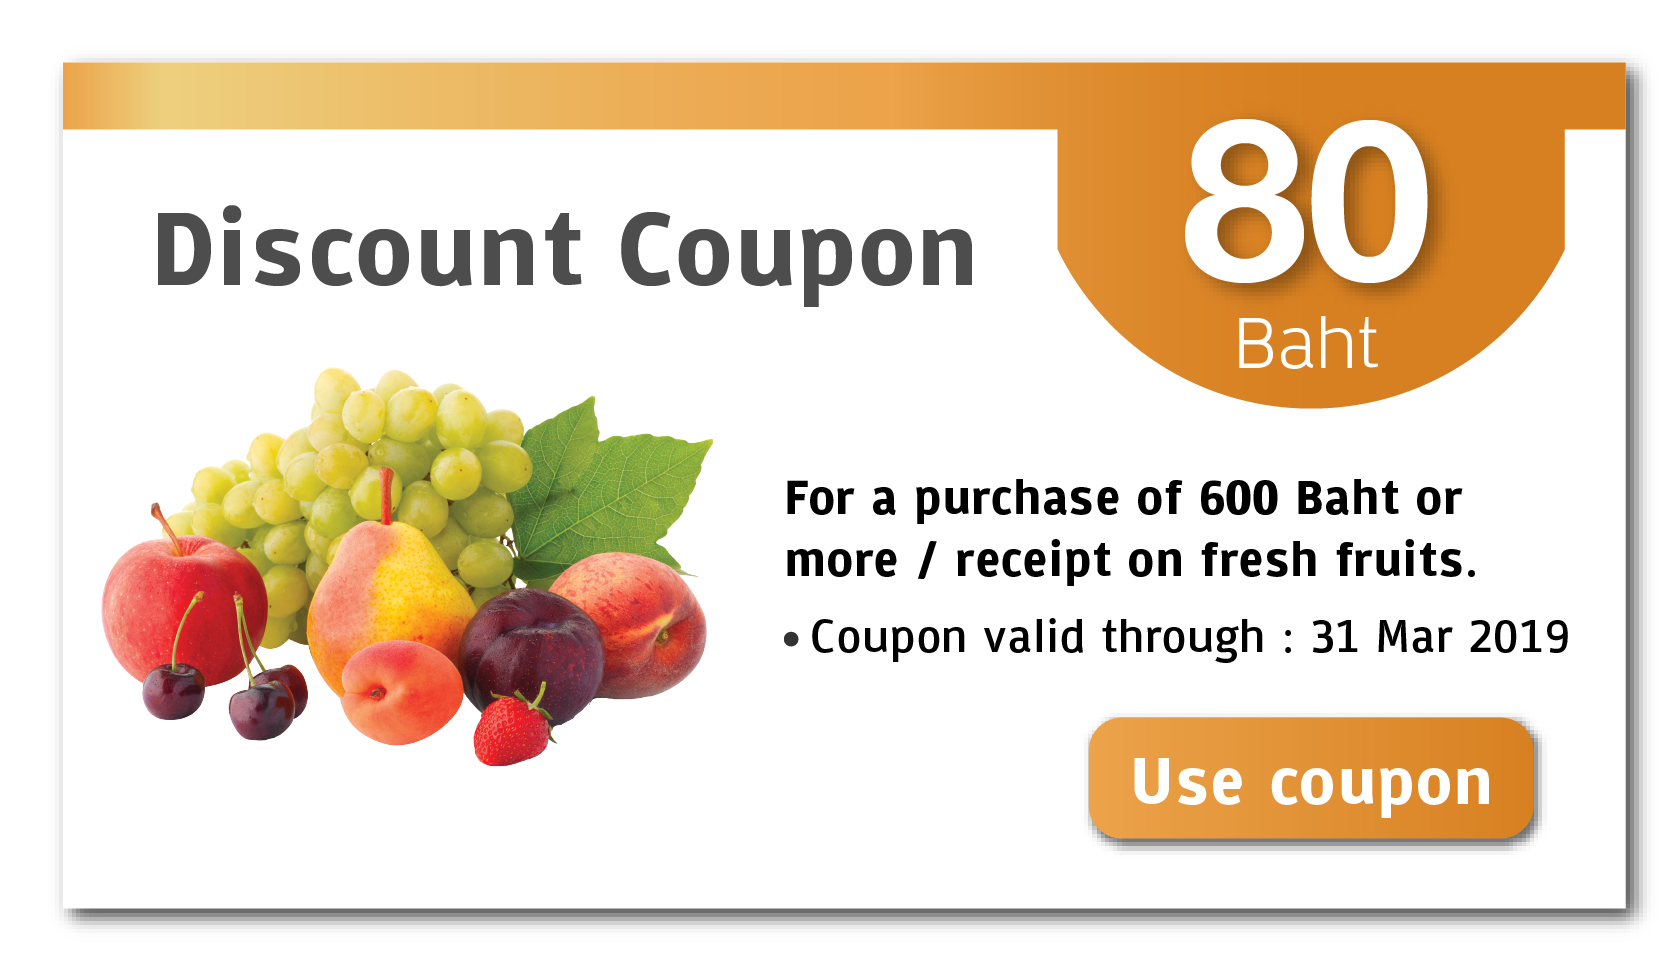 80
Baht
Discount Coupon
For a purchase of 600 Baht or
more / receipt on fresh fruits.
• Coupon valid through : 31 Mar 2019
Use coupon